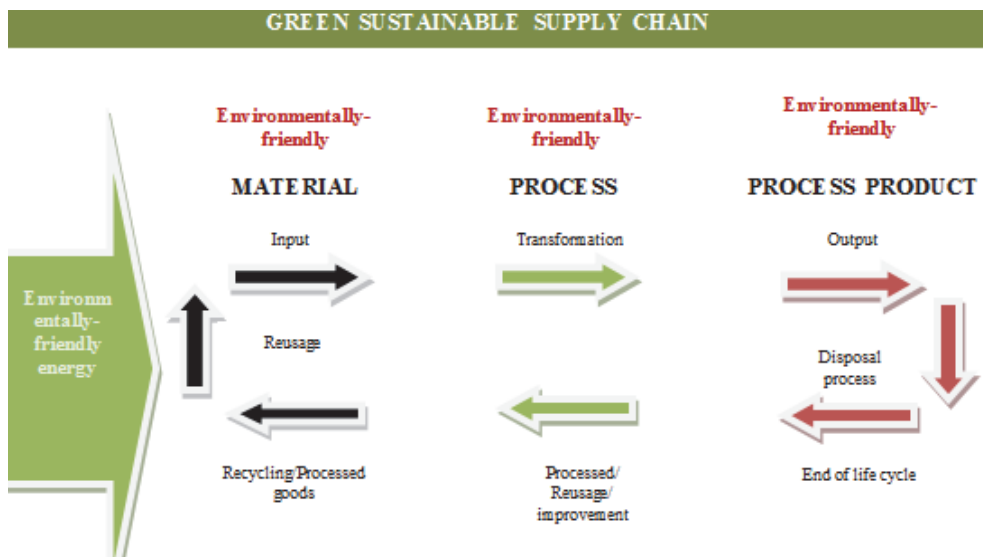 GREEN SUSTAINABLE SUPPLY CHAIN
Environmentally-
friendly
MATERIAL
Environmentally-
friendly
PROCESS
Environmentally-
friendly
PROCESS PRODUCT
Input
Transformation
Output
Environm
entally-
friendly
energy
Reusage
Disposal
process
Recycling/Processed
goods
Processed/
Reusage/
improvement
End of life cycle